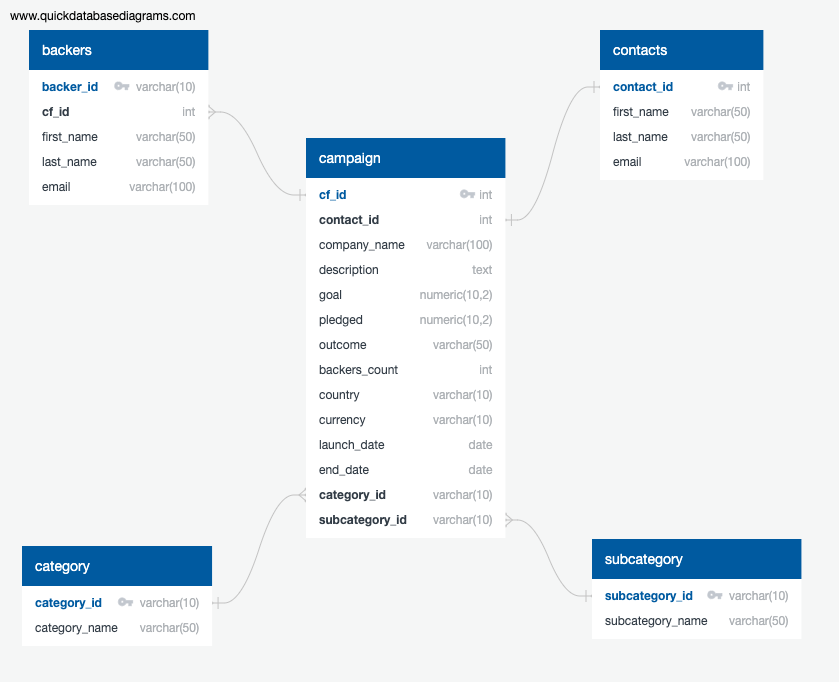 www.quickdatabasediagrams.com
backers
backer_id varchar(10)
cf_id int
first_name varchar(50)
last_name varchar(50)
email varchar(100)
contacts
contact_id int
first_name varchar(50)
last_name varchar(50)
email varchar(100)
campaign
cf_id int
contact_id int
company_name varchar(100)
description text
goal numeric(10,2)
pledged numeric(10,2)
outcome varchar(50)
backers_count int
country varchar(10)
currency varchar(10)
launch_date date
end_date date
category_id varchar(10)
subcategory_id varchar(10)
category
category_id varchar(10)
category_name varchar(50)
subcategory
subcategory_id varchar(10)
subcategory_name varchar(50)